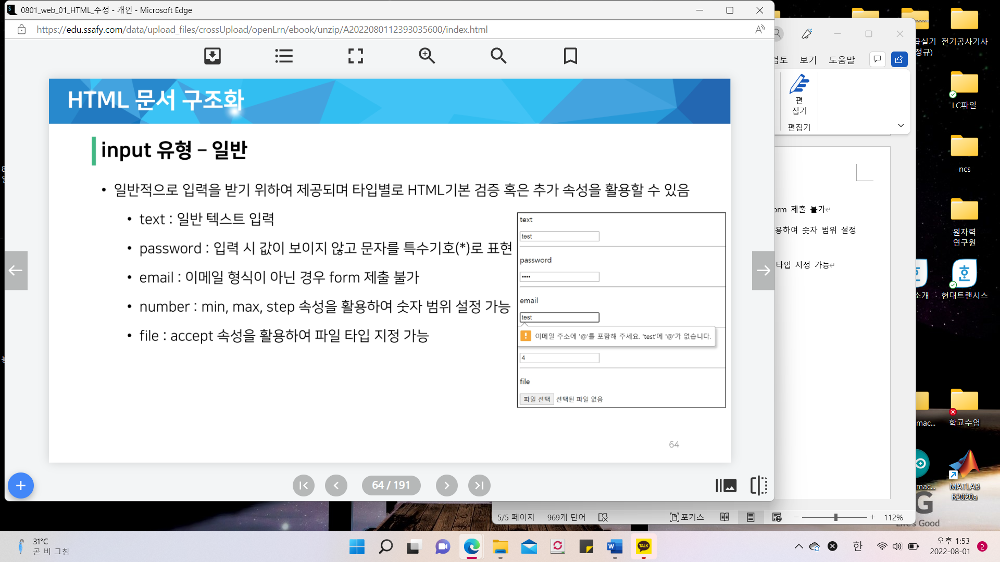 0801_web_01_HTML_수정 - 개인 - Microsoft Edge
https://edu.ssafy.com/data/upload_files/crossUpload/openLrn/ebook/unzip/A2022080112393035600/index.html
HTML 문서 구조화
input 유형 – 일반
• 일반적으로 입력을 받기 위하여 제공되며 타입별로 HTML기본 검증 혹은 추가 속성을 활용할 수 있음
• text : 일반 텍스트 입력
• password : 입력 시 값이 보이지 않고 문자를 특수기호(*)로 표현
• email : 이메일 형식이 아닌 경우 form 제출 불가
• number : min, max, step 속성을 활용하여 숫자 범위 설정 가능
• file : accept 속성을 활용하여 파일 타입 지정 가능
text
test
password
••••
email
test
이메일 주소에 '@'를 포함해 주세요. 'test'에 '@'가 없습니다.
4
file
파일 선택 선택된 파일 없음
64
64 / 191
보기 도움말
편
집기
편집기
제출 불가
용하여 숫자 범위 설정
타입 지정 가능
5/5 페이지 969개 단어
포커스
112%
전기공사기사
정규)
LC파일
ncs
원자력
연구원
소개
현대트랜시스
mac...
학교수업
mac...
MATLAB
R2020a
G
Life's Good
31°C
곧 비 그침
TALK
한
오후 1:53
2022-08-01
2